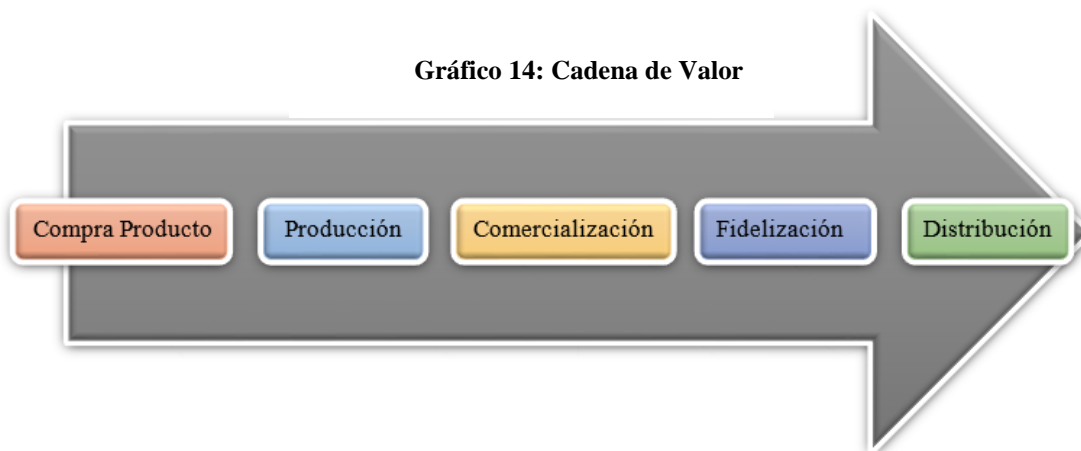 Gráfico 14: Cadena de Valor
Compra Producto
Producción
Comercialización
Fidelización
Distribución